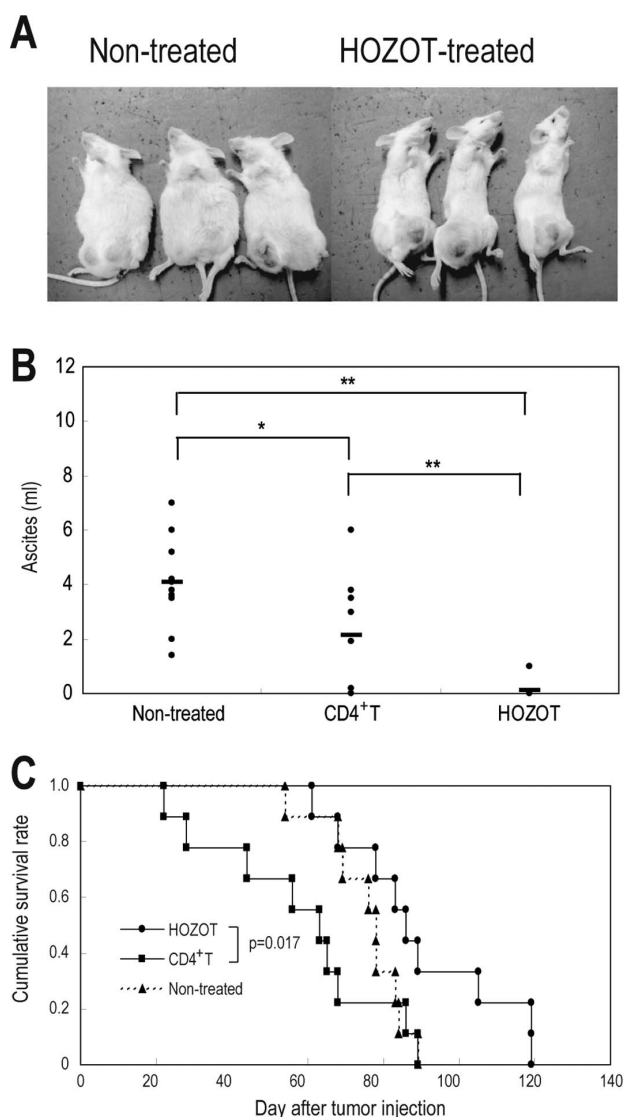 A
Non-treated HOZOT-treated
B
12
10
8
6
4
2
0
Ascites (ml)
**
*
**
Non-treated CD4⁺T HOZOT
C
1.0
0.8
0.6
0.4
0.2
0
Cumulative survival rate
HOZOT
CD4⁺T
p=0.017
Non-treated
0 20 40 60 80 100 120 140
Day after tumor injection